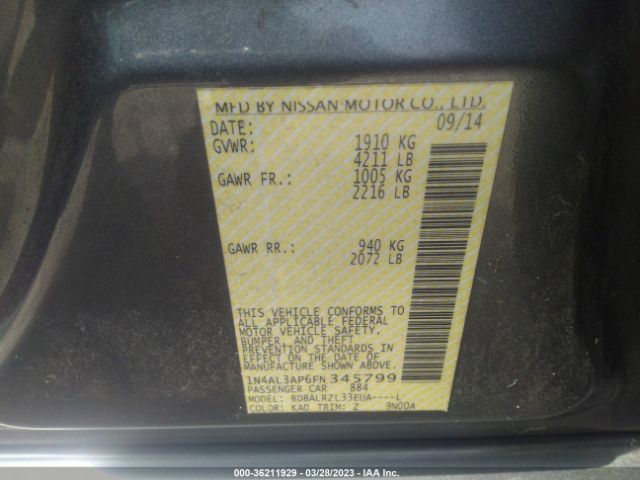 MFD BY NISSAN MOTOR CO., LTD.
DATE: 09/14
GVWR: 1910 KG
4211 LB
GAWR FR.: 1005 KG
2216 LB
GAWR RR.: 940 KG
2072 LB
THIS VEHICLE CONFORMS TO
ALL APPLICABLE FEDERAL
MOTOR VEHICLE SAFETY,
BUMPER, AND THEFT
PREVENTION STANDARDS IN
EFFECT ON THE DATE OF
MANUFACTURE SHOWN ABOVE.
1N4AL3AP6FN345799
PASSENGER CAR 884
MODEL: BDBALRZL33EUA----L
COLOR: KAD TRIM: Z 9N00A
000-36211929 - 03/28/2023 - IAA Inc.